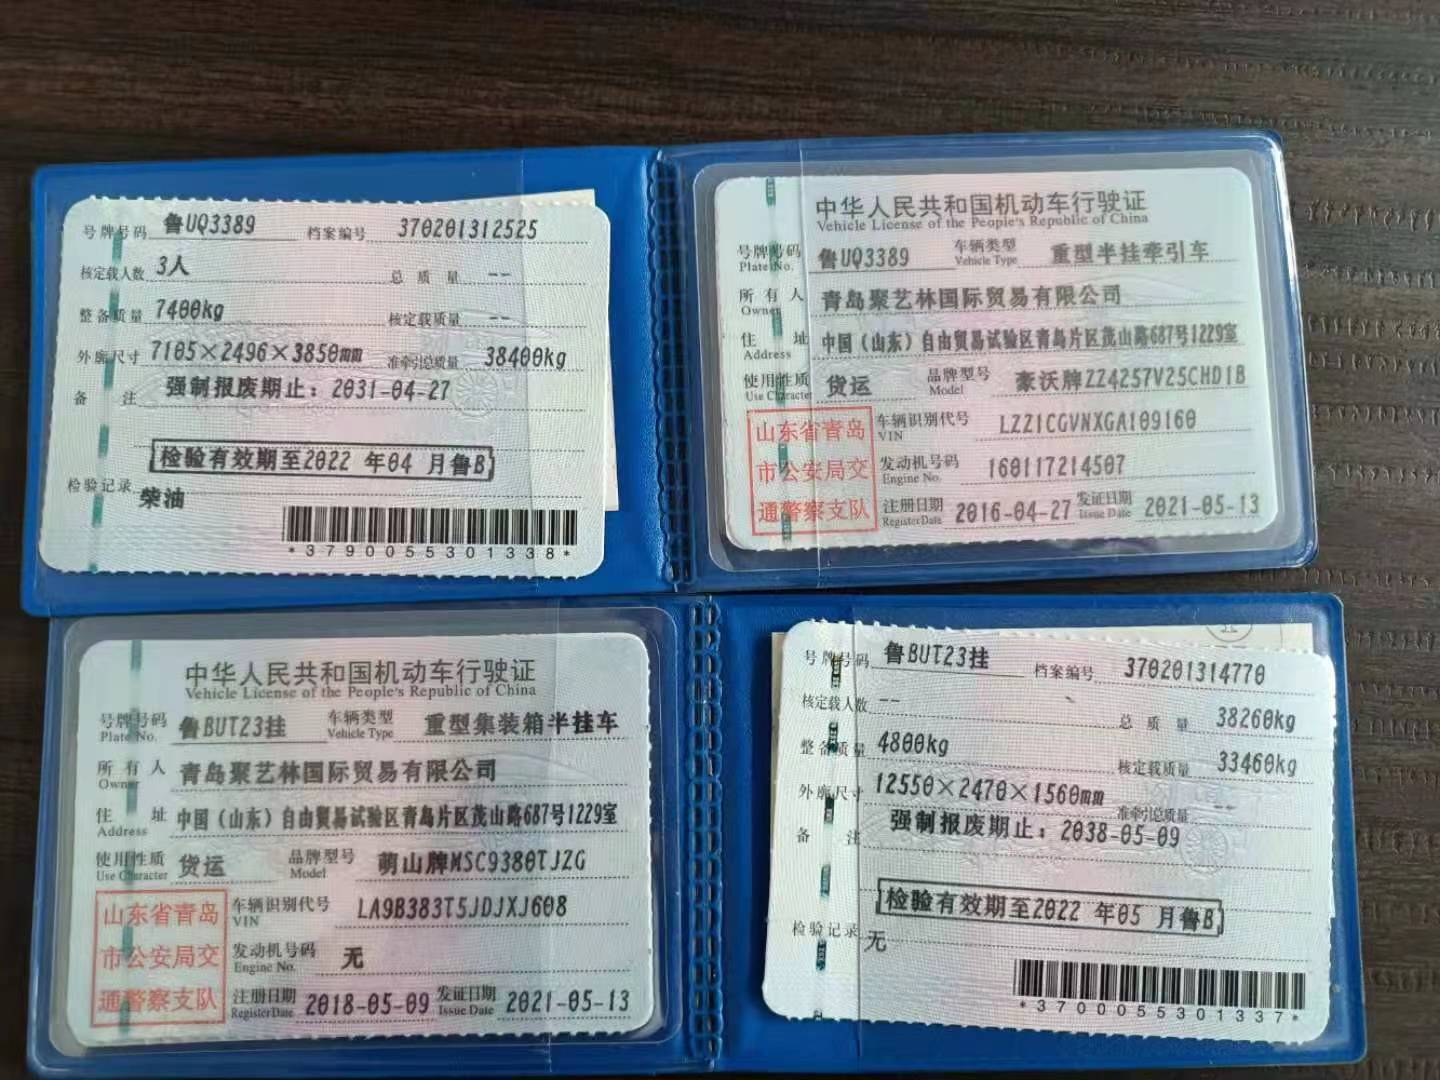 号牌号码 鲁UQ3389 档案编号 370201312525
核定载人数 3人 总质量 --
整备质量 7400kg 核定载质量 --
外廓尺寸 7105×2496×3850mm 准牵引总质量 38400kg
备注 强制报废期止：2031-04-27
检验有效期至2022 年04 月鲁B
检验记录 柴油
*3790055301338*
中华人民共和国机动车行驶证
Vehicle License of the People's Republic of China
号牌号码 鲁UQ3389 车辆类型 重型半挂牵引车
Plate No. Vehicle Type
所有人 青岛聚艺林国际贸易有限公司
Owner
住址 中国（山东）自由贸易试验区青岛片区茂山路687号1229室
Address
使用性质 货运 品牌型号 豪沃牌ZZ4257V25CHD1B
Use Character Model
山东省青岛
市公安局交
通警察支队
车辆识别代号 LZZ1CGVNXGA109160
VIN
发动机号码 160117214507
Engine No.
注册日期 2016-04-27 发证日期 2021-05-13
Register Date Issue Date
中华人民共和国机动车行驶证
Vehicle License of the People's Republic of China
号牌号码 鲁BUT23挂 车辆类型 重型集装箱半挂车
Plate No. Vehicle Type
所有人 青岛聚艺林国际贸易有限公司
Owner
住址 中国（山东）自由贸易试验区青岛片区茂山路687号1229室
Address
使用性质 货运 品牌型号 萌山牌MSC9380TJZG
Use Character Model
山东省青岛
市公安局交
通警察支队
车辆识别代号 LA9B383T5JDJXJ608
VIN
发动机号码 无
Engine No.
注册日期 2018-05-09 发证日期 2021-05-13
Register Date Issue Date
号牌号码 鲁BUT23挂 档案编号 370201314770
核定载人数 -- 总质量 38260kg
整备质量 4800kg 核定载质量 33460kg
外廓尺寸 12550×2470×1560mm 准牵引总质量 --
备注 强制报废期止：2038-05-09
检验有效期至2022 年05 月鲁B
检验记录 无
*3700055301337*